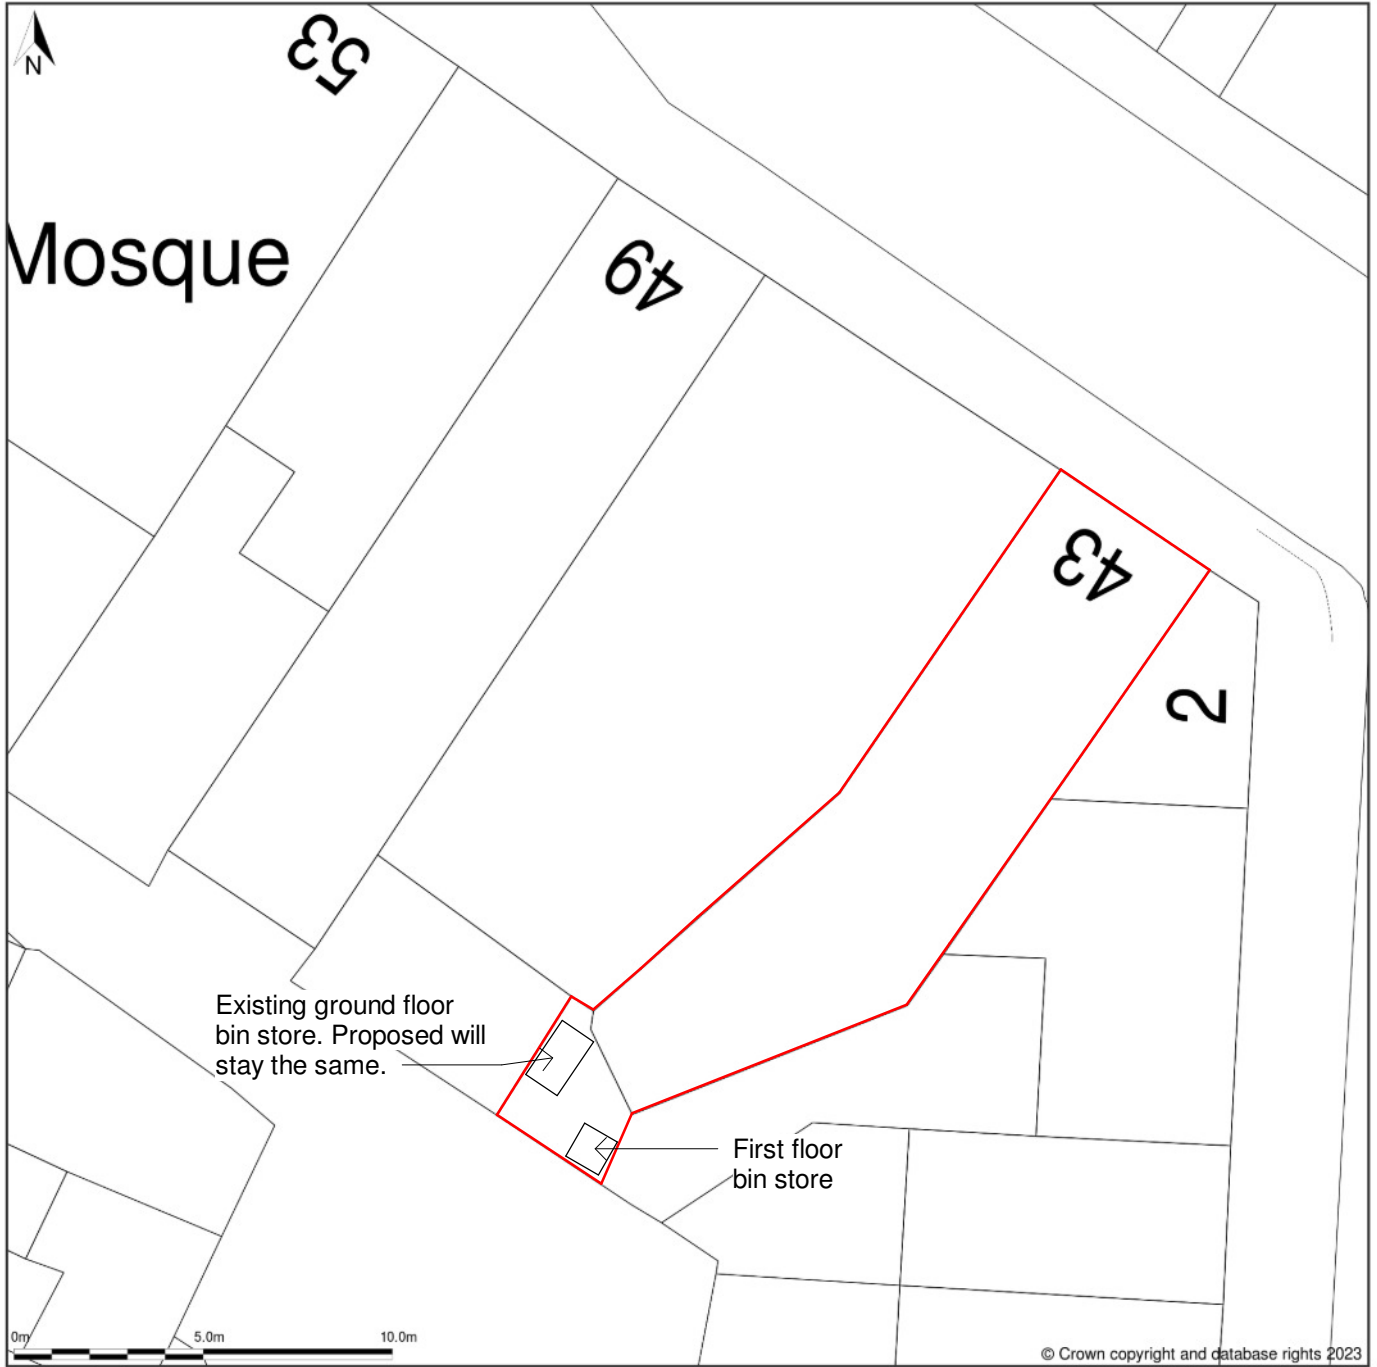 N
53
Mosque
49
43
2
Existing ground floor
bin store. Proposed will
stay the same.
First floor
bin store
0m 5.0m 10.0m
© Crown copyright and database rights 2023